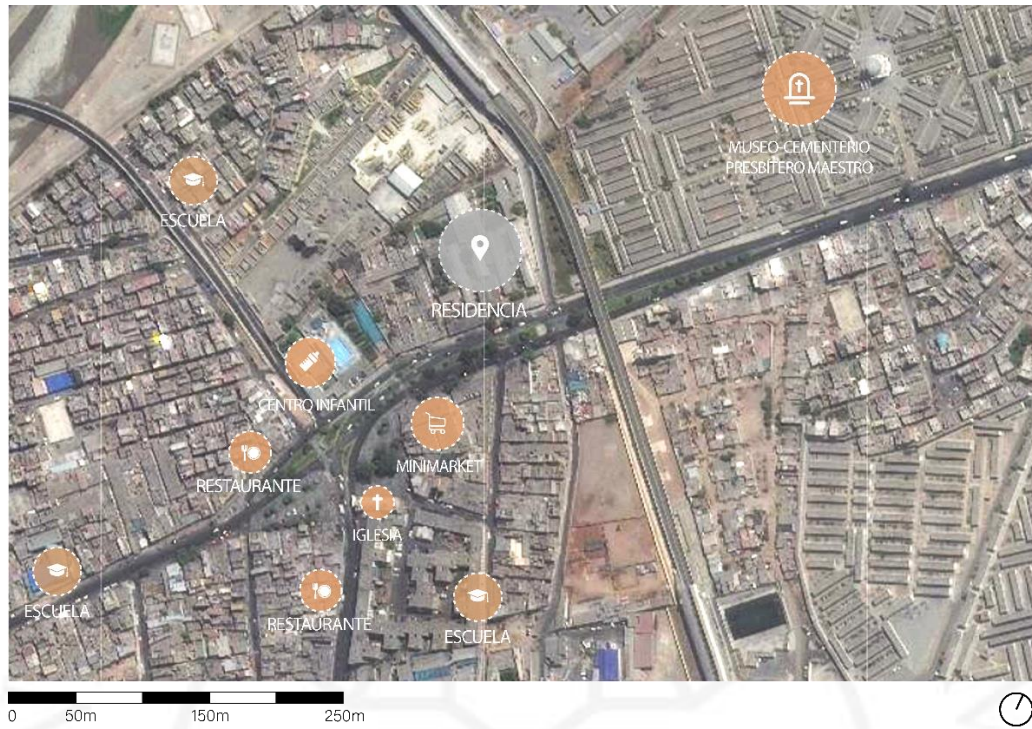 MUSEO-CEMENTERIO
PRESBÍTERO MAESTRO
ESCUELA
RESIDENCIA
CENTRO INFANTIL
MINIMARKET
RESTAURANTE
IGLESIA
ESCUELA
RESTAURANTE
ESCUELA
0 50m 150m 250m